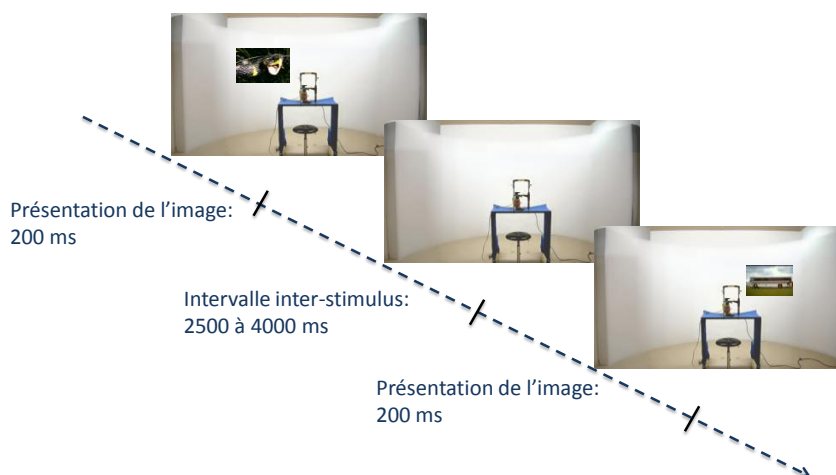 Présentation de l’image:
200 ms
Intervalle inter-stimulus:
2500 à 4000 ms
Présentation de l’image:
200 ms